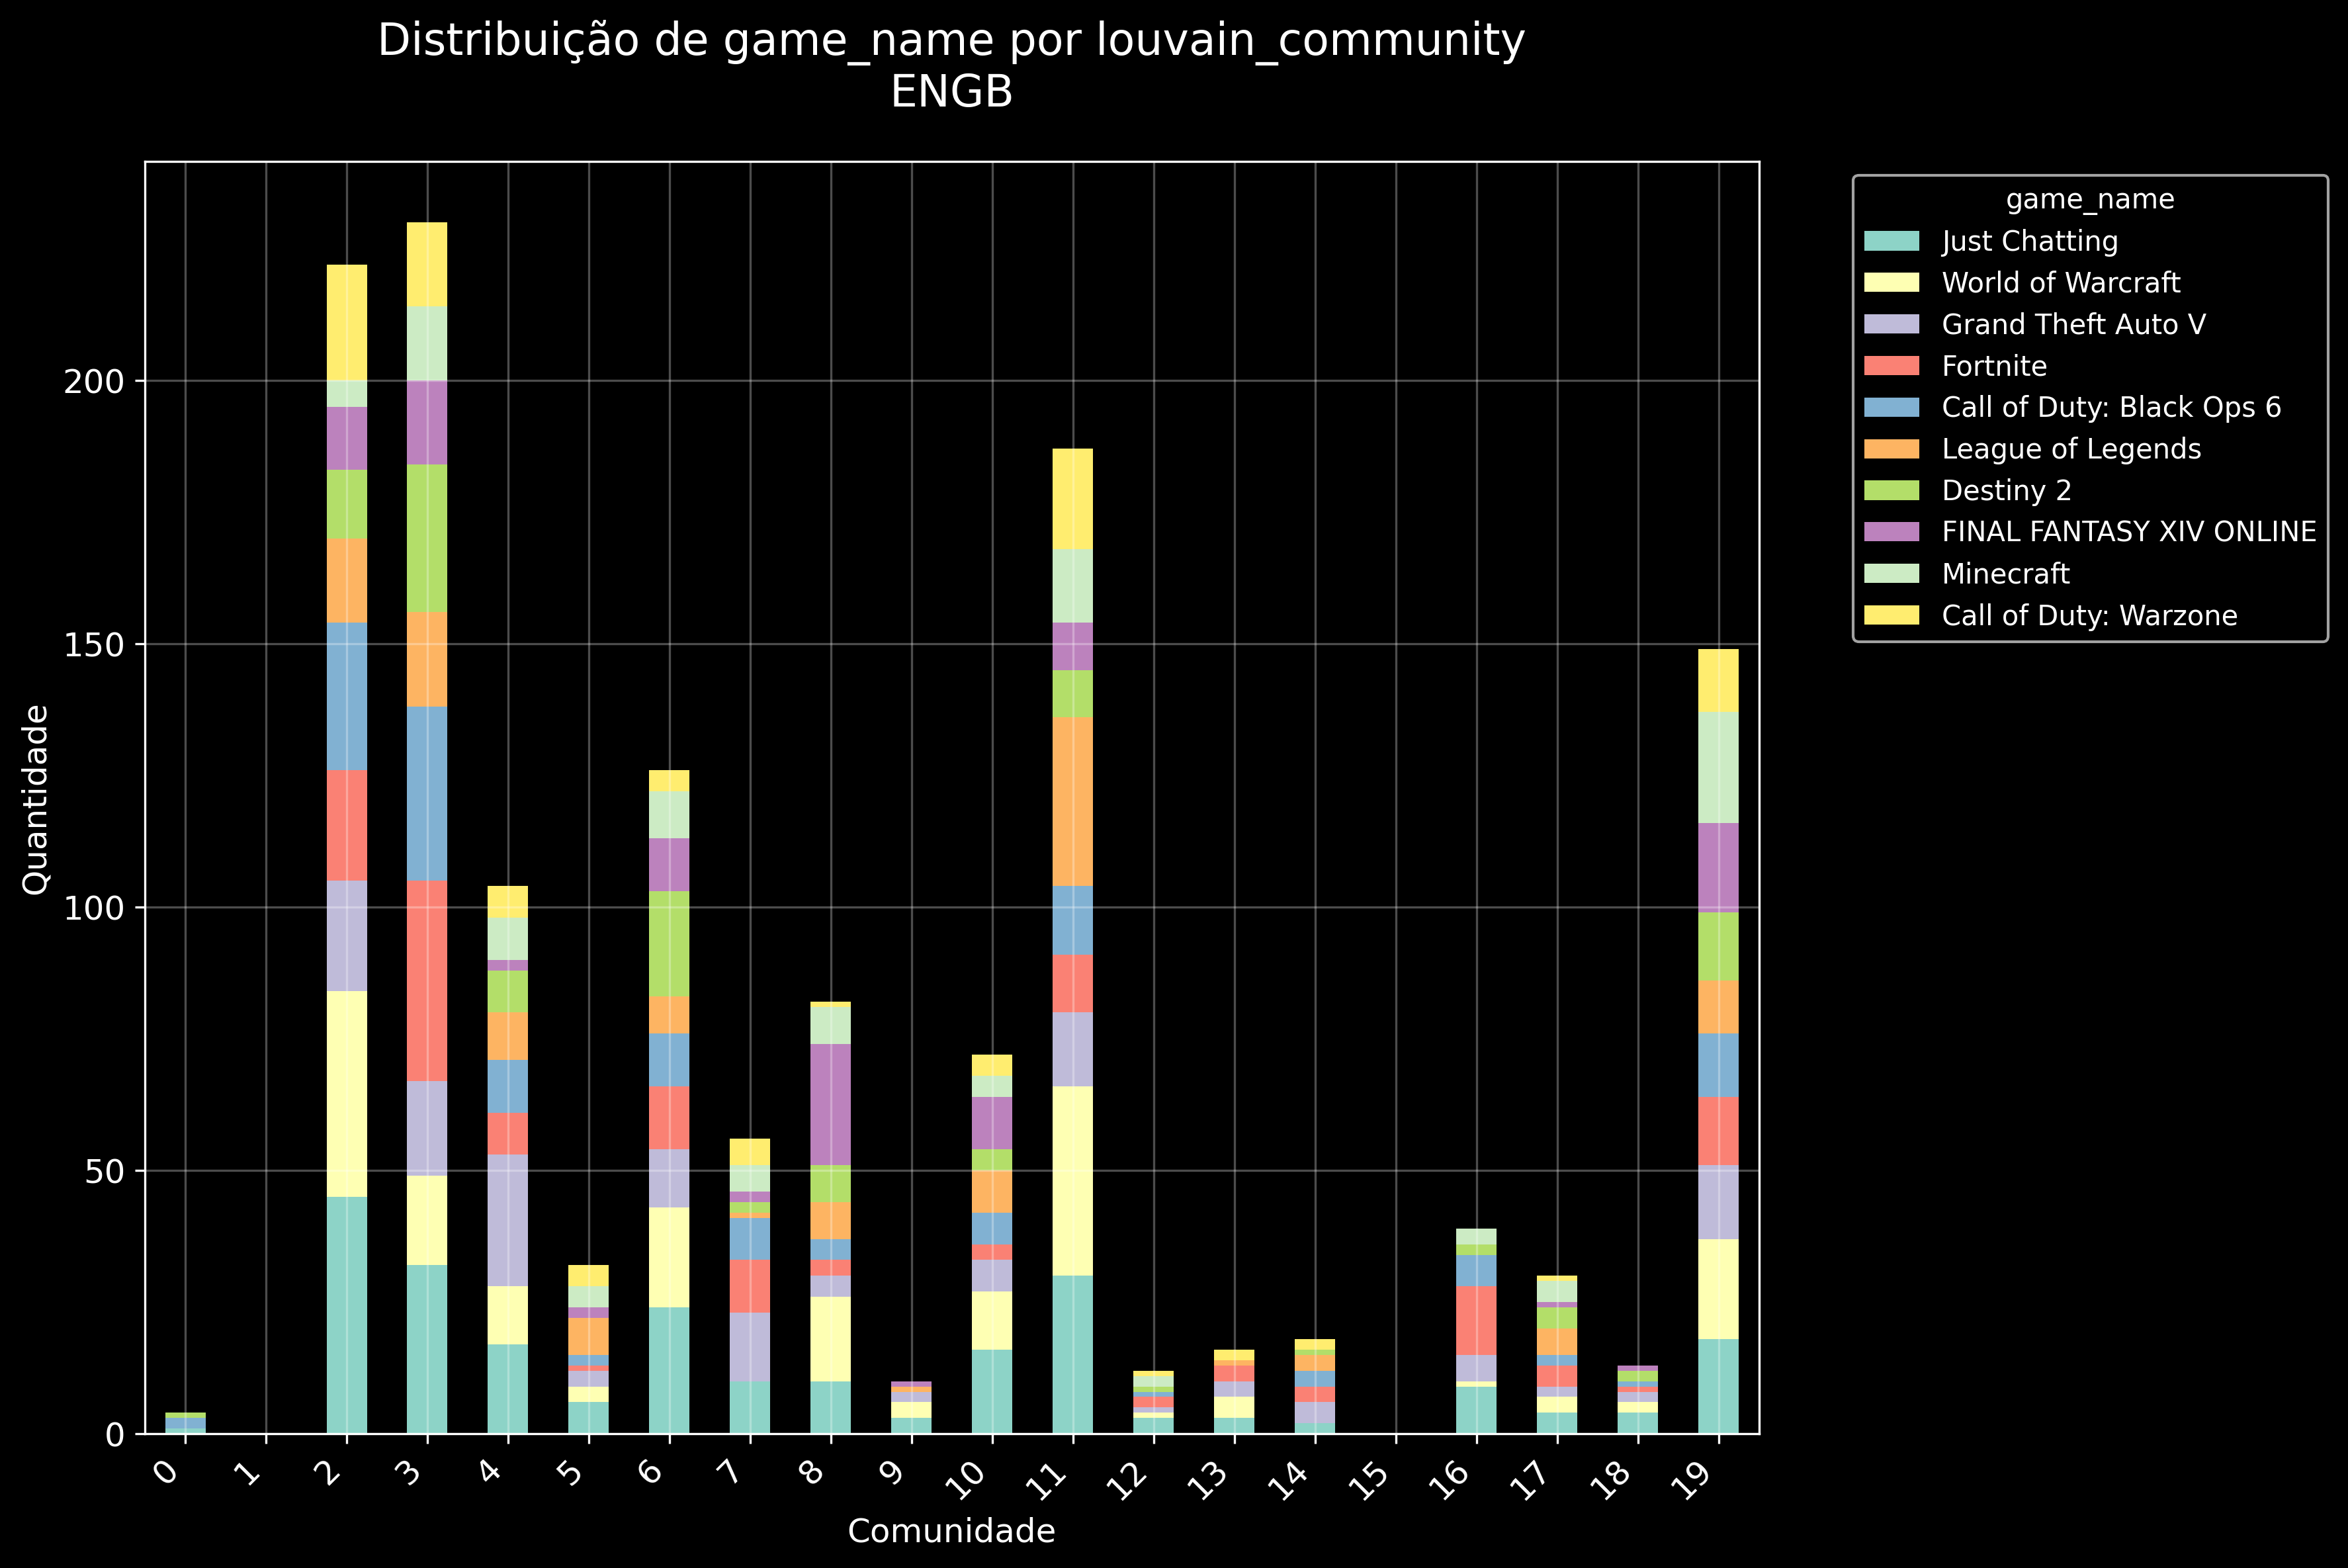 Distribuição de game_name por louvain_community
ENGB
game_name
Just Chatting
World of Warcraft
Grand Theft Auto V
Fortnite
Call of Duty: Black Ops 6
League of Legends
Destiny 2
FINAL FANTASY XIV ONLINE
Minecraft
Call of Duty: Warzone
Quantidade
200
150
100
50
0
0 1 2 3 4 5 6 7 8 9 10 11 12 13 14 15 16 17 18 19
Comunidade